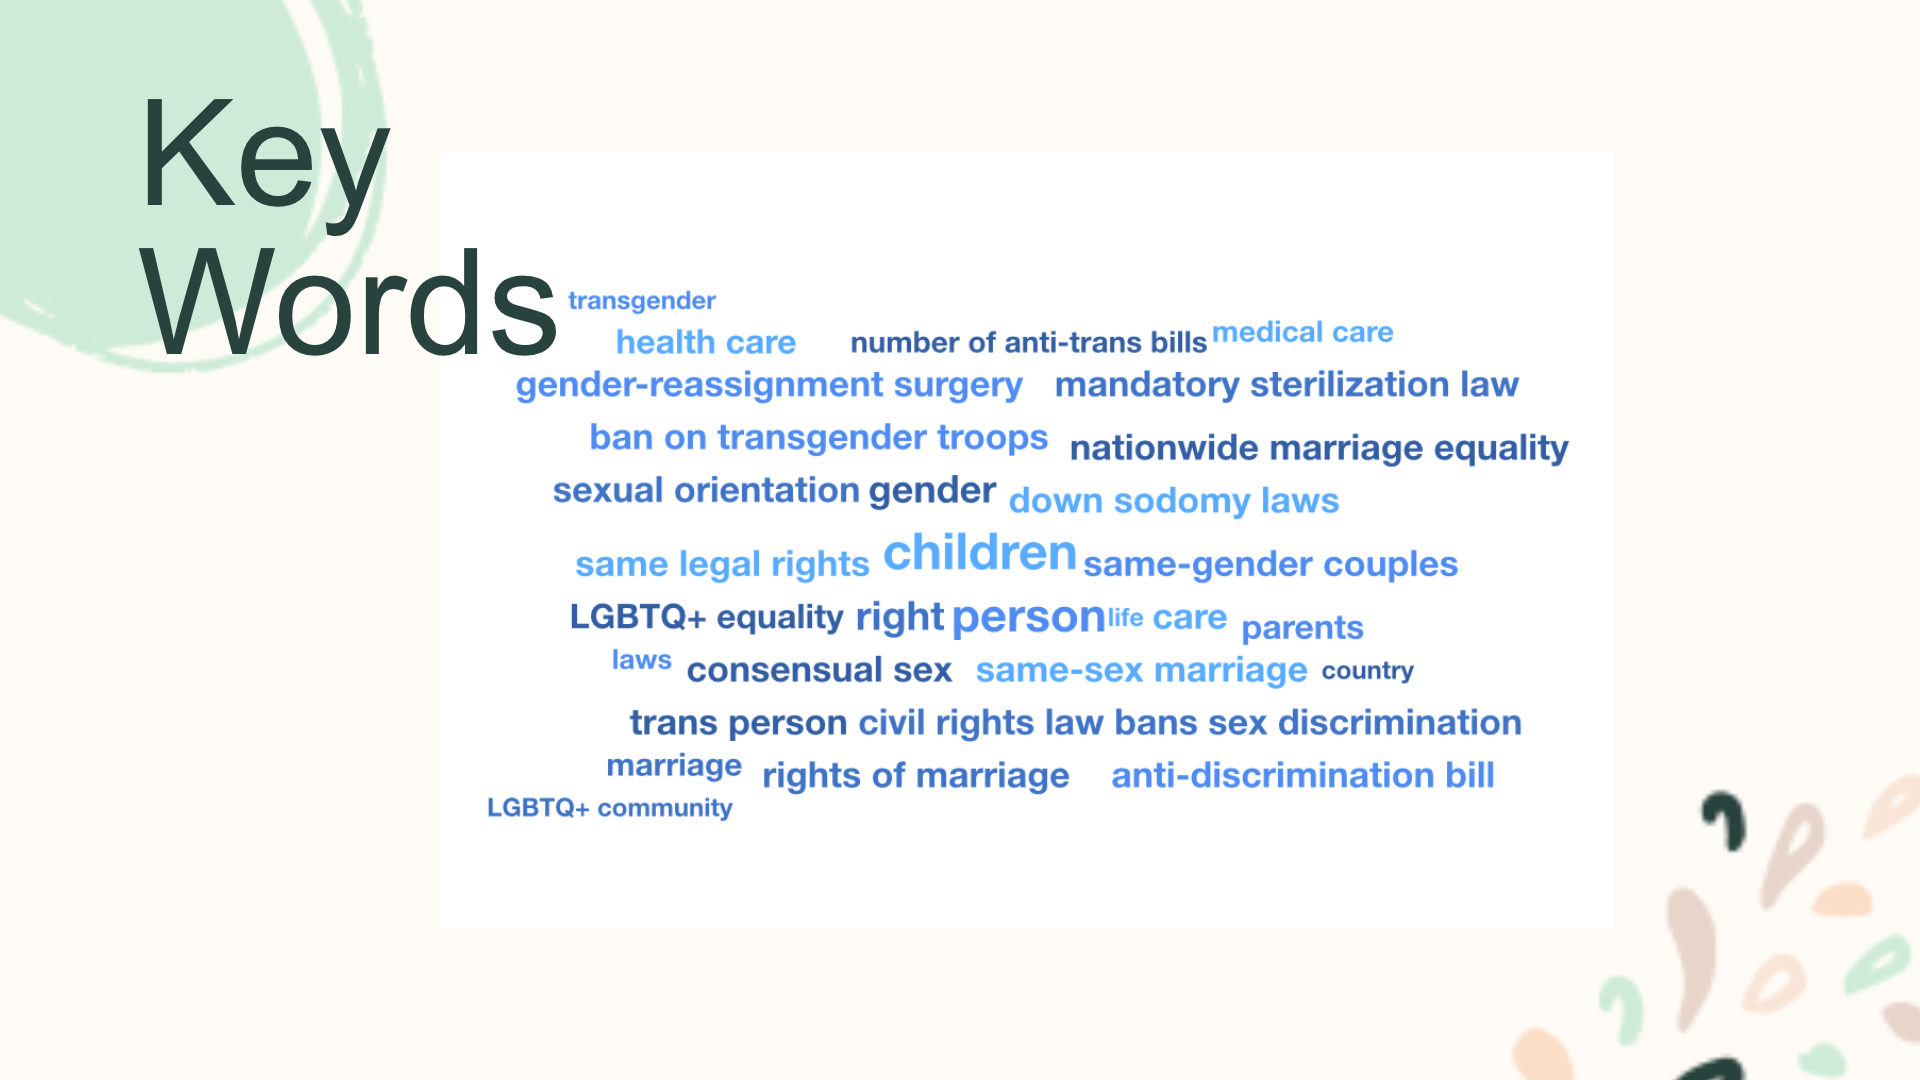 Key
Words
transgender
health care number of anti-trans bills medical care
gender-reassignment surgery mandatory sterilization law
ban on transgender troops nationwide marriage equality
sexual orientation gender down sodomy laws
same legal rights children same-gender couples
LGBTQ+ equality right person life care parents
laws consensual sex same-sex marriage country
trans person civil rights law bans sex discrimination
marriage rights of marriage anti-discrimination bill
LGBTQ+ community